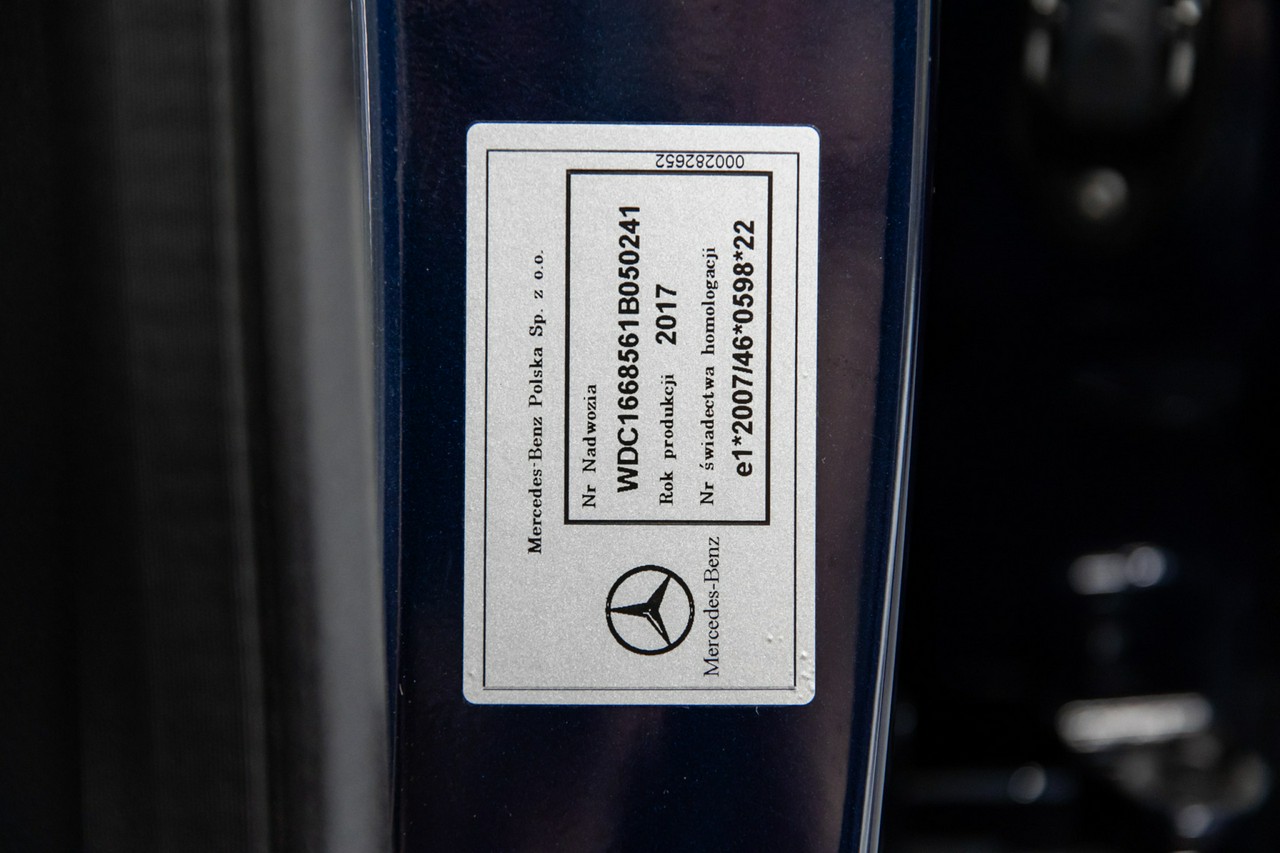 Mercedes-Benz Polska Sp. z o.o.
Nr Nadwozia
WDC1668561B050241
Rok produkcji 2017
Nr świadectwa homologacji
e1*2007/46*0598*22
Mercedes-Benz
000282652